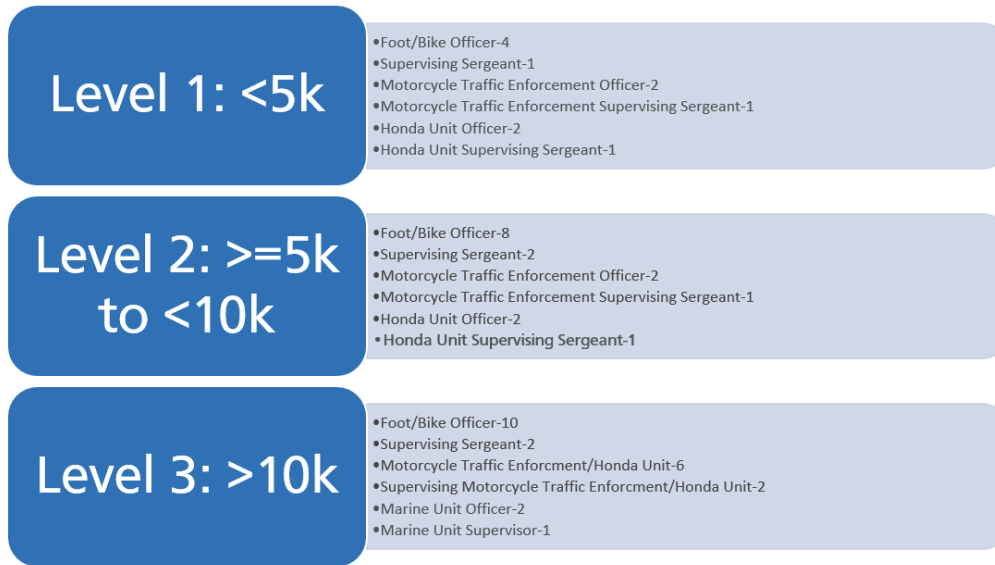 Level 1: <5k
•Foot/Bike Officer-4
•Supervising Sergeant-1
•Motorcycle Traffic Enforcement Officer-2
•Motorcycle Traffic Enforcement Supervising Sergeant-1
•Honda Unit Officer-2
•Honda Unit Supervising Sergeant-1
Level 2: >=5k
to <10k
•Foot/Bike Officer-8
•Supervising Sergeant-2
•Motorcycle Traffic Enforcement Officer-2
•Motorcycle Traffic Enforcement Supervising Sergeant-1
•Honda Unit Officer-2
•Honda Unit Supervising Sergeant-1
Level 3: >10k
•Foot/Bike Officer-10
•Supervising Sergeant-2
•Motorcycle Traffic Enforcment/Honda Unit-6
•Supervising Motorcycle Traffic Enforcment/Honda Unit-2
•Marine Unit Officer-2
•Marine Unit Supervisor-1